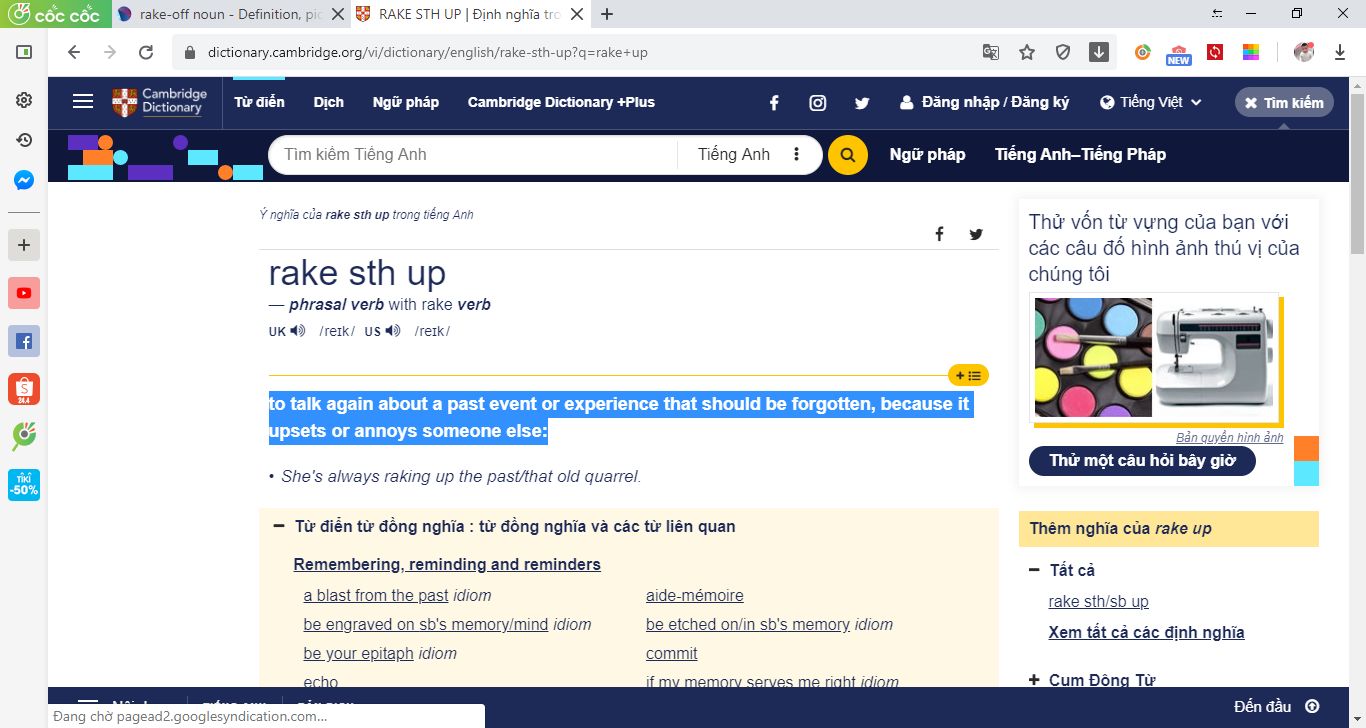 cốc cốc
rake-off noun - Definition, pic
RAKE STH UP | Định nghĩa tro
dictionary.cambridge.org/vi/dictionary/english/rake-sth-up?q=rake+up
NEW
Cambridge Dictionary
Từ điển
Dịch
Ngữ pháp
Cambridge Dictionary +Plus
Đăng nhập / Đăng ký
Tiếng Việt
Tìm kiếm
Tìm kiếm Tiếng Anh
Tiếng Anh
Ngữ pháp
Tiếng Anh–Tiếng Pháp
Ý nghĩa của rake sth up trong tiếng Anh
rake sth up
— phrasal verb with rake verb
UK /reɪk/ US /reɪk/
to talk again about a past event or experience that should be forgotten, because it
upsets or annoys someone else:
• She's always raking up the past/that old quarrel.
Từ điển từ đồng nghĩa : từ đồng nghĩa và các từ liên quan
Remembering, reminding and reminders
a blast from the past idiom
aide-mémoire
be engraved on sb's memory/mind idiom
be etched on/in sb's memory idiom
be your epitaph idiom
commit
echo
if my memory serves me right idiom
Thử vốn từ vựng của bạn với
các câu đố hình ảnh thú vị của
chúng tôi
Bản quyền hình ảnh
Thử một câu hỏi bây giờ
Thêm nghĩa của rake up
Tất cả
rake sth/sb up
Xem tất cả các định nghĩa
Cụm Động Từ
Đến đầu
24.4
TiKi
-50%
Đang chờ pagead2.googlesyndication.com...